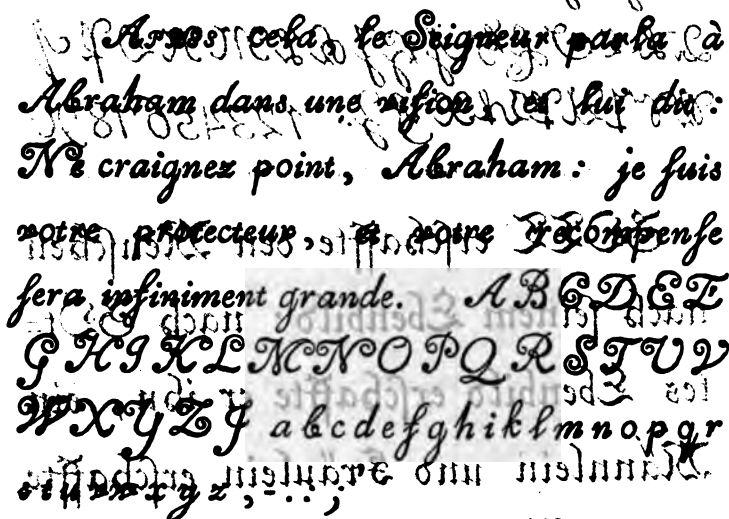 Après cela, le Seigneur parla à
Abraham dans une viſion, et lui dit :
Ne craignez point, Abraham : je ſuis
votre protecteur, et votre récompenſe
ſera infiniment grande. A B C D E F
G H I K L M N O P Q R S T U V
W X Y Z J a b c d e f g h i k l m n o p q r
s t u v w x y z , - . : ;